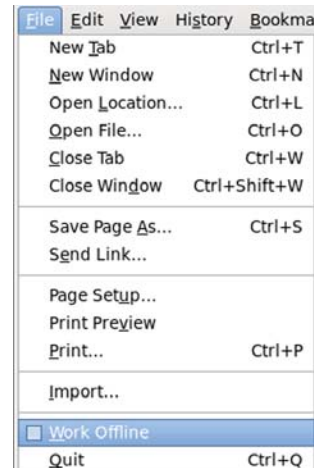 File Edit View History Bookma
New Tab Ctrl+T
New Window Ctrl+N
Open Location... Ctrl+L
Open File... Ctrl+O
Close Tab Ctrl+W
Close Window Ctrl+Shift+W
Save Page As... Ctrl+S
Send Link...
Page Setup...
Print Preview
Print... Ctrl+P
Import...
Work Offline
Quit Ctrl+Q